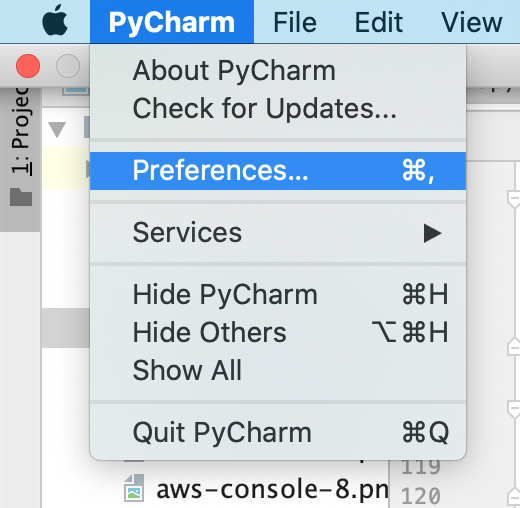 PyCharm File Edit View
About PyCharm
Check for Updates...
1: Projec
Preferences... ⌘,
Services ▶
Hide PyCharm ⌘H
Hide Others ⌥⌘H
Show All
Quit PyCharm ⌘Q
119
aws-console-8.pn
120